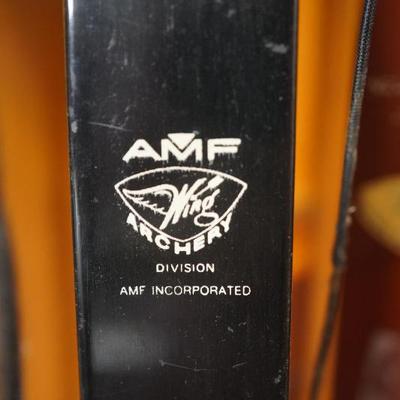 AMF
Wing
ARCHERY
DIVISION
AMF INCORPORATED